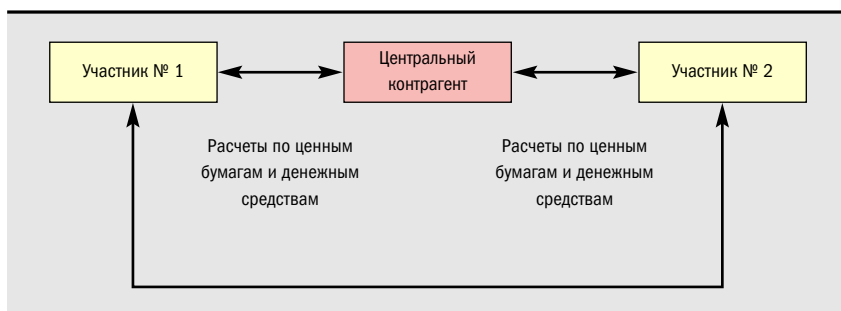 Участник № 1
Центральный
контрагент
Участник № 2
Расчеты по ценным
бумагам и денежным
средствам
Расчеты по ценным
бумагам и денежным
средствам